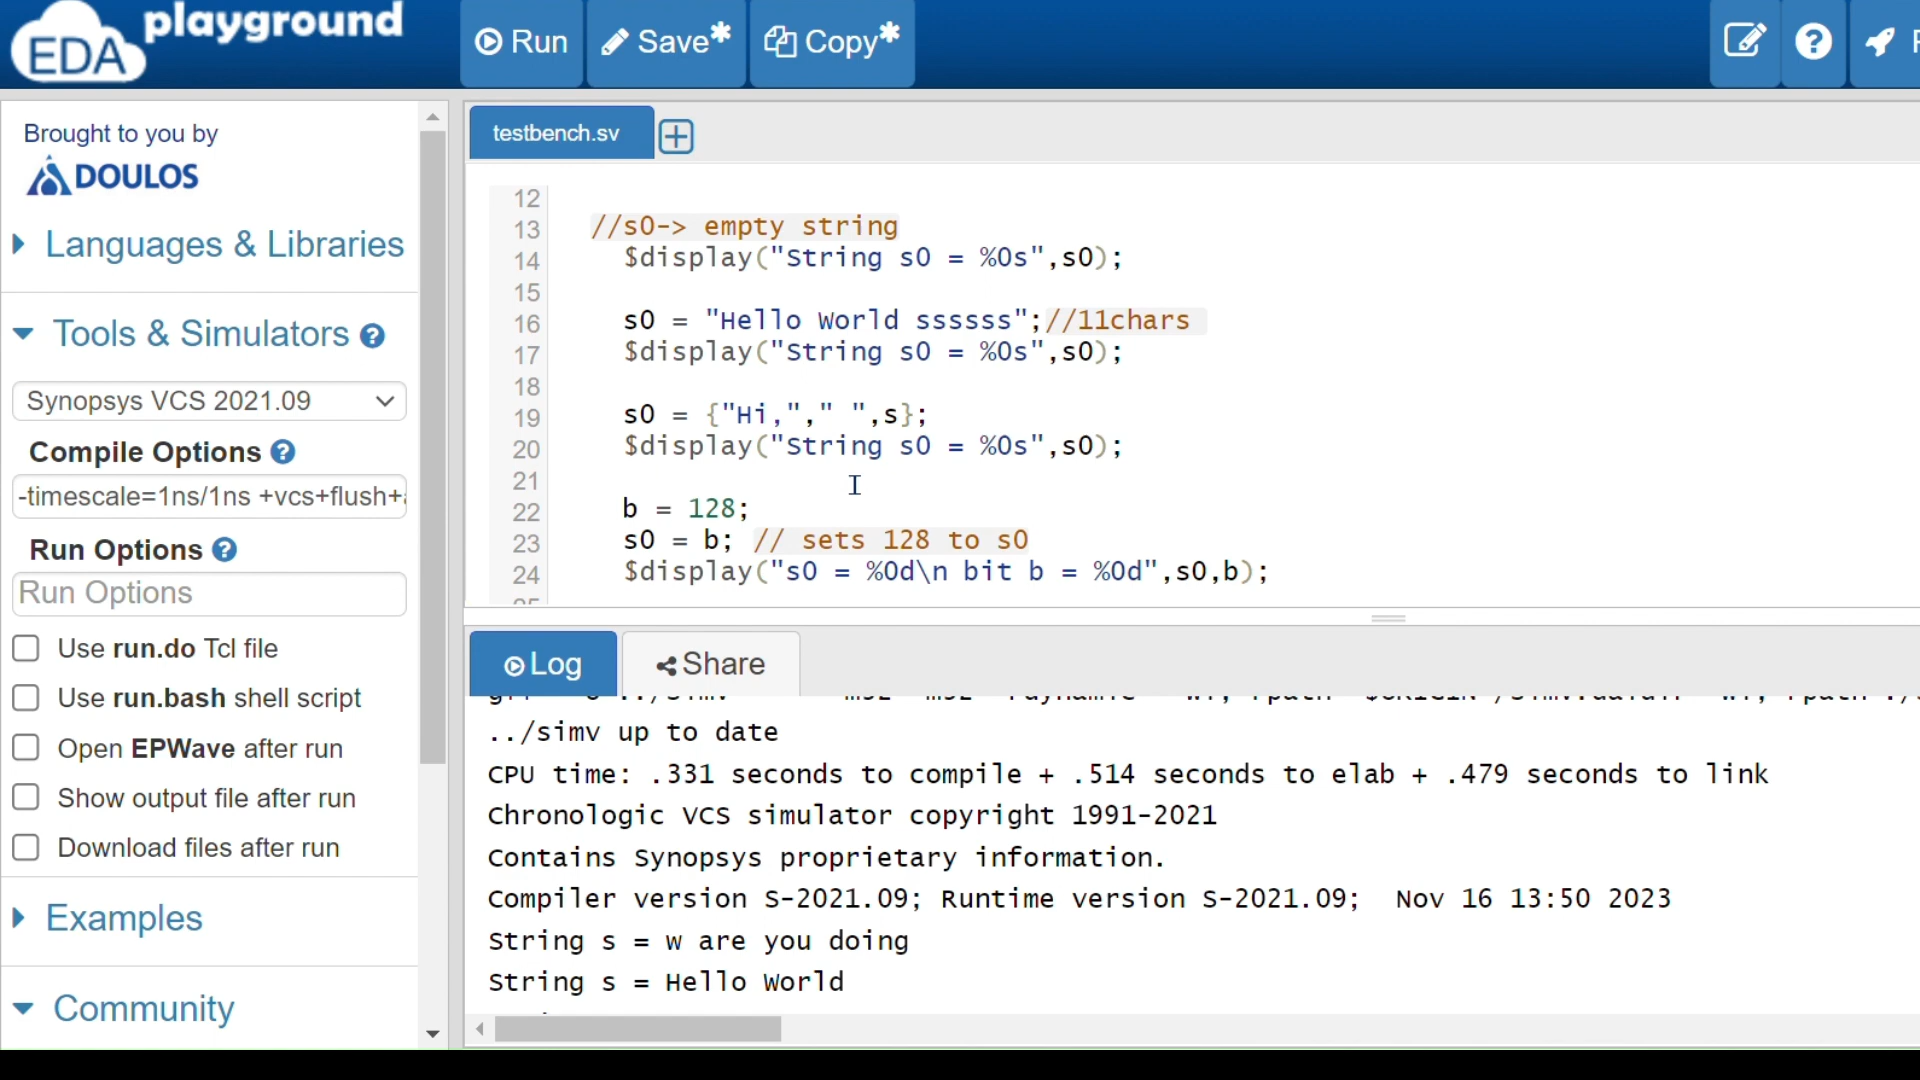 EDA playground
Run
Save*
Copy*
Brought to you by
DOULOS
Languages & Libraries
Tools & Simulators ?
Synopsys VCS 2021.09
Compile Options ?
-timescale=1ns/1ns +vcs+flush+
Run Options ?
Run Options
Use run.do Tcl file
Use run.bash shell script
Open EPWave after run
Show output file after run
Download files after run
Examples
Community
testbench.sv
12
13 //s0-> empty string
14 $display("String s0 = %0s",s0);
15
16 s0 = "Hello World ssssss";//11chars
17 $display("String s0 = %0s",s0);
18
19 s0 = {"Hi,"," ",s};
20 $display("String s0 = %0s",s0);
21
22 b = 128;
23 s0 = b; // sets 128 to s0
24 $display("s0 = %0d\n bit b = %0d",s0,b);
Log
Share
../simv up to date
CPU time: .331 seconds to compile + .514 seconds to elab + .479 seconds to link
Chronologic VCS simulator copyright 1991-2021
Contains Synopsys proprietary information.
Compiler version S-2021.09; Runtime version S-2021.09; Nov 16 13:50 2023
String s = w are you doing
String s = Hello World